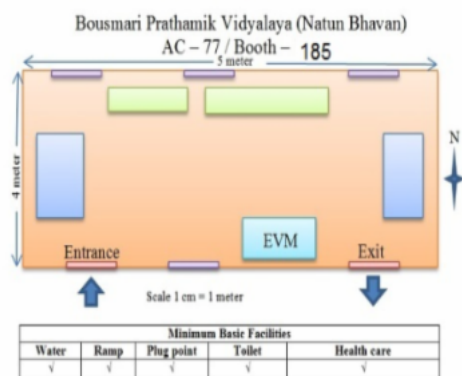 Bousmari Prathamik Vidyalaya (Natun Bhavan)
AC – 77 / Booth – 185
5 meter
4 meter
N
EVM
Entrance
Exit
Scale 1 cm = 1 meter
Minimum Basic Facilities
Water Ramp Plug point Toilet Health care
√ √ √ √ √